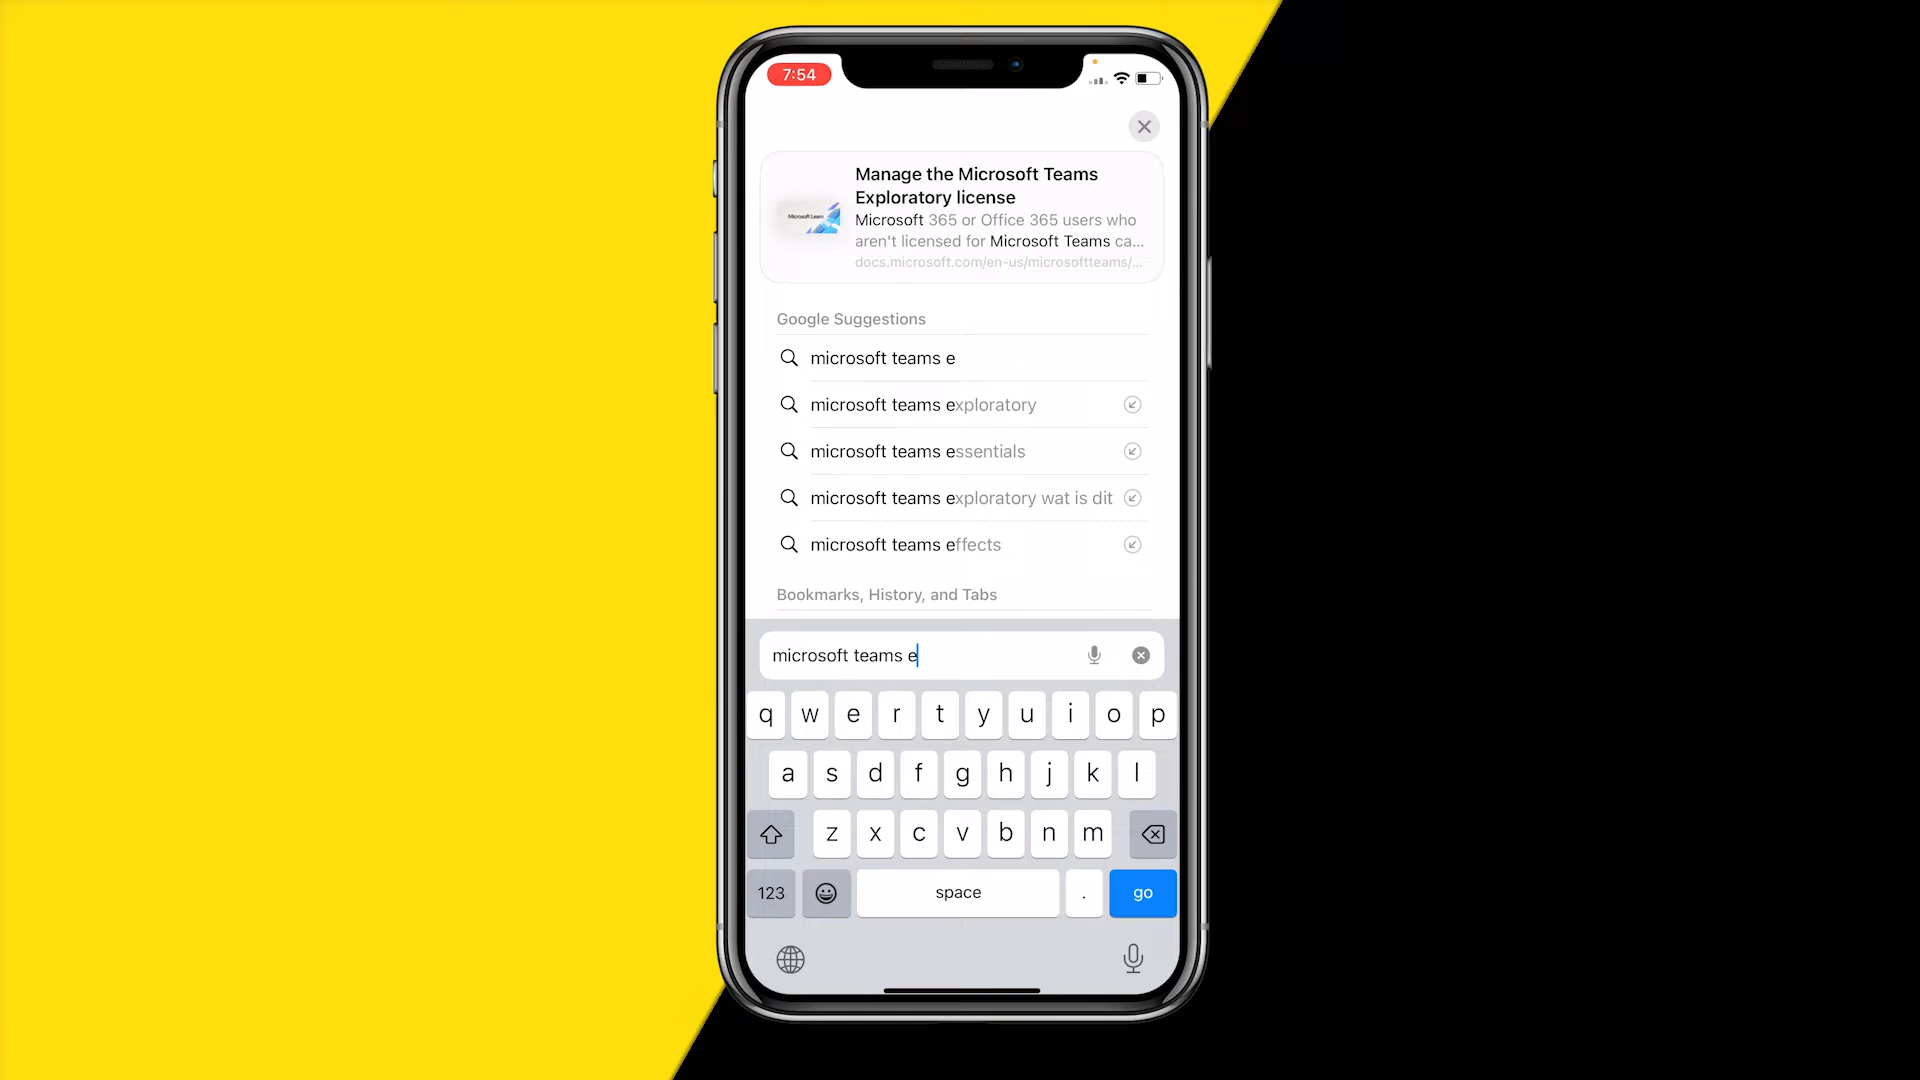 7:54
Manage the Microsoft Teams
Exploratory license
Microsoft Learn
Microsoft 365 or Office 365 users who
aren't licensed for Microsoft Teams ca...
docs.microsoft.com/en-us/microsoftteams/...
Google Suggestions
microsoft teams e
microsoft teams exploratory
microsoft teams essentials
microsoft teams exploratory wat is dit
microsoft teams effects
Bookmarks, History, and Tabs
microsoft teams e
q w e r t y u i o p
a s d f g h j k l
z x c v b n m
123 space . go